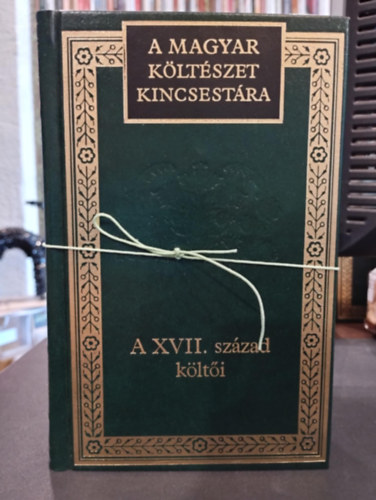 A MAGYAR
KÖLTÉSZET
KINCSESTÁRA
A XVII. század
költői